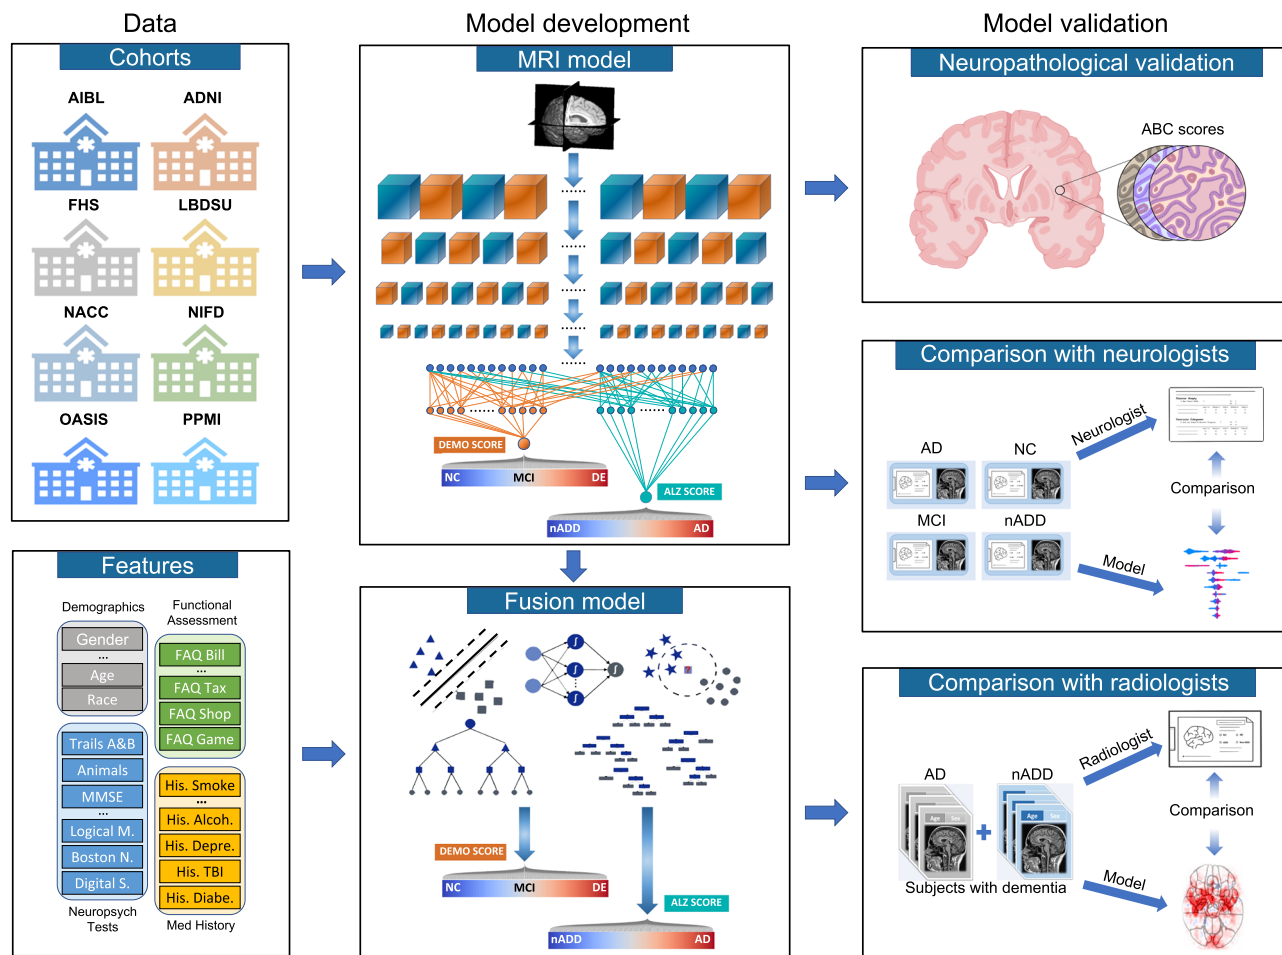 Data
Model development
Model validation
Cohorts
AIBL
ADNI
FHS
LBDSU
NACC
NIFD
OASIS
PPMI
Features
Demographics
Gender
...
Age
Race
Functional
Assessment
FAQ Bill
...
FAQ Tax
FAQ Shop
FAQ Game
Trails A&B
Animals
MMSE
...
Logical M.
Boston N.
Digital S.
Neuropsych
Tests
His. Smoke
...
His. Alcoh.
His. Depre.
His. TBI
His. Diabe.
Med History
MRI model
......
......
......
......
......
......
......
DEMO SCORE
NC MCI DE
ALZ SCORE
nADD AD
Fusion model
∫
∫
∫
∫
?
DEMO SCORE
NC MCI DE
ALZ SCORE
nADD AD
Neuropathological validation
ABC scores
Comparison with neurologists
AD
NC
MCI
nADD
Neurologist
Model
Comparison
Comparison with radiologists
AD
nADD
Age Sex
+
Age Sex
Subjects with dementia
Radiologist
Model
Comparison